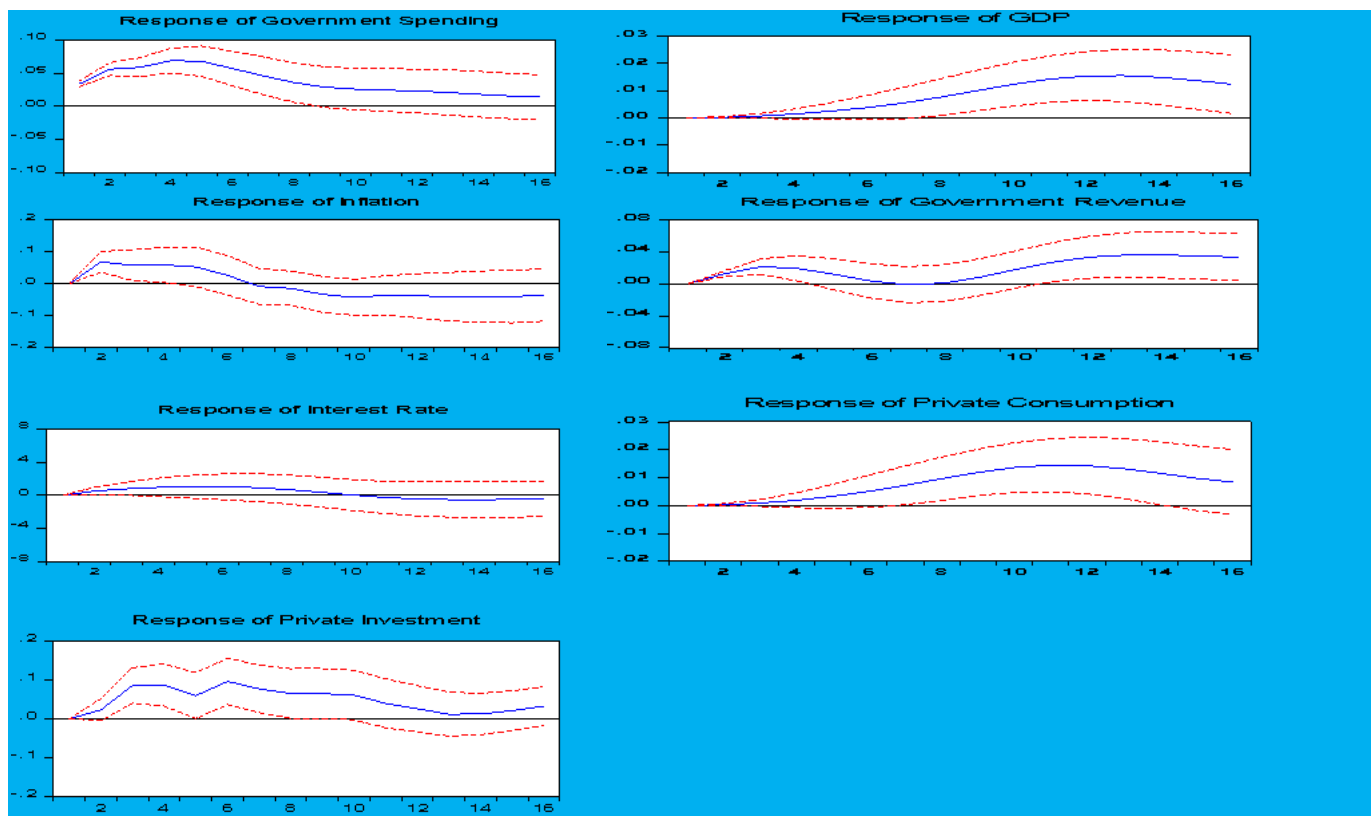 Response of Government Spending
.10
.05
.00
-.05
-.10
2 4 6 8 10 12 14 16
Response of GDP
.03
.02
.01
.00
-.01
-.02
2 4 6 8 10 12 14 16
Response of Inflation
.2
.1
.0
-.1
-.2
2 4 6 8 10 12 14 16
Response of Government Revenue
.08
.04
.00
-.04
-.08
2 4 6 8 10 12 14 16
Response of Interest Rate
8
4
0
-4
-8
2 4 6 8 10 12 14 16
Response of Private Consumption
.03
.02
.01
.00
-.01
-.02
2 4 6 8 10 12 14 16
Response of Private Investment
.2
.1
.0
-.1
-.2
2 4 6 8 10 12 14 16